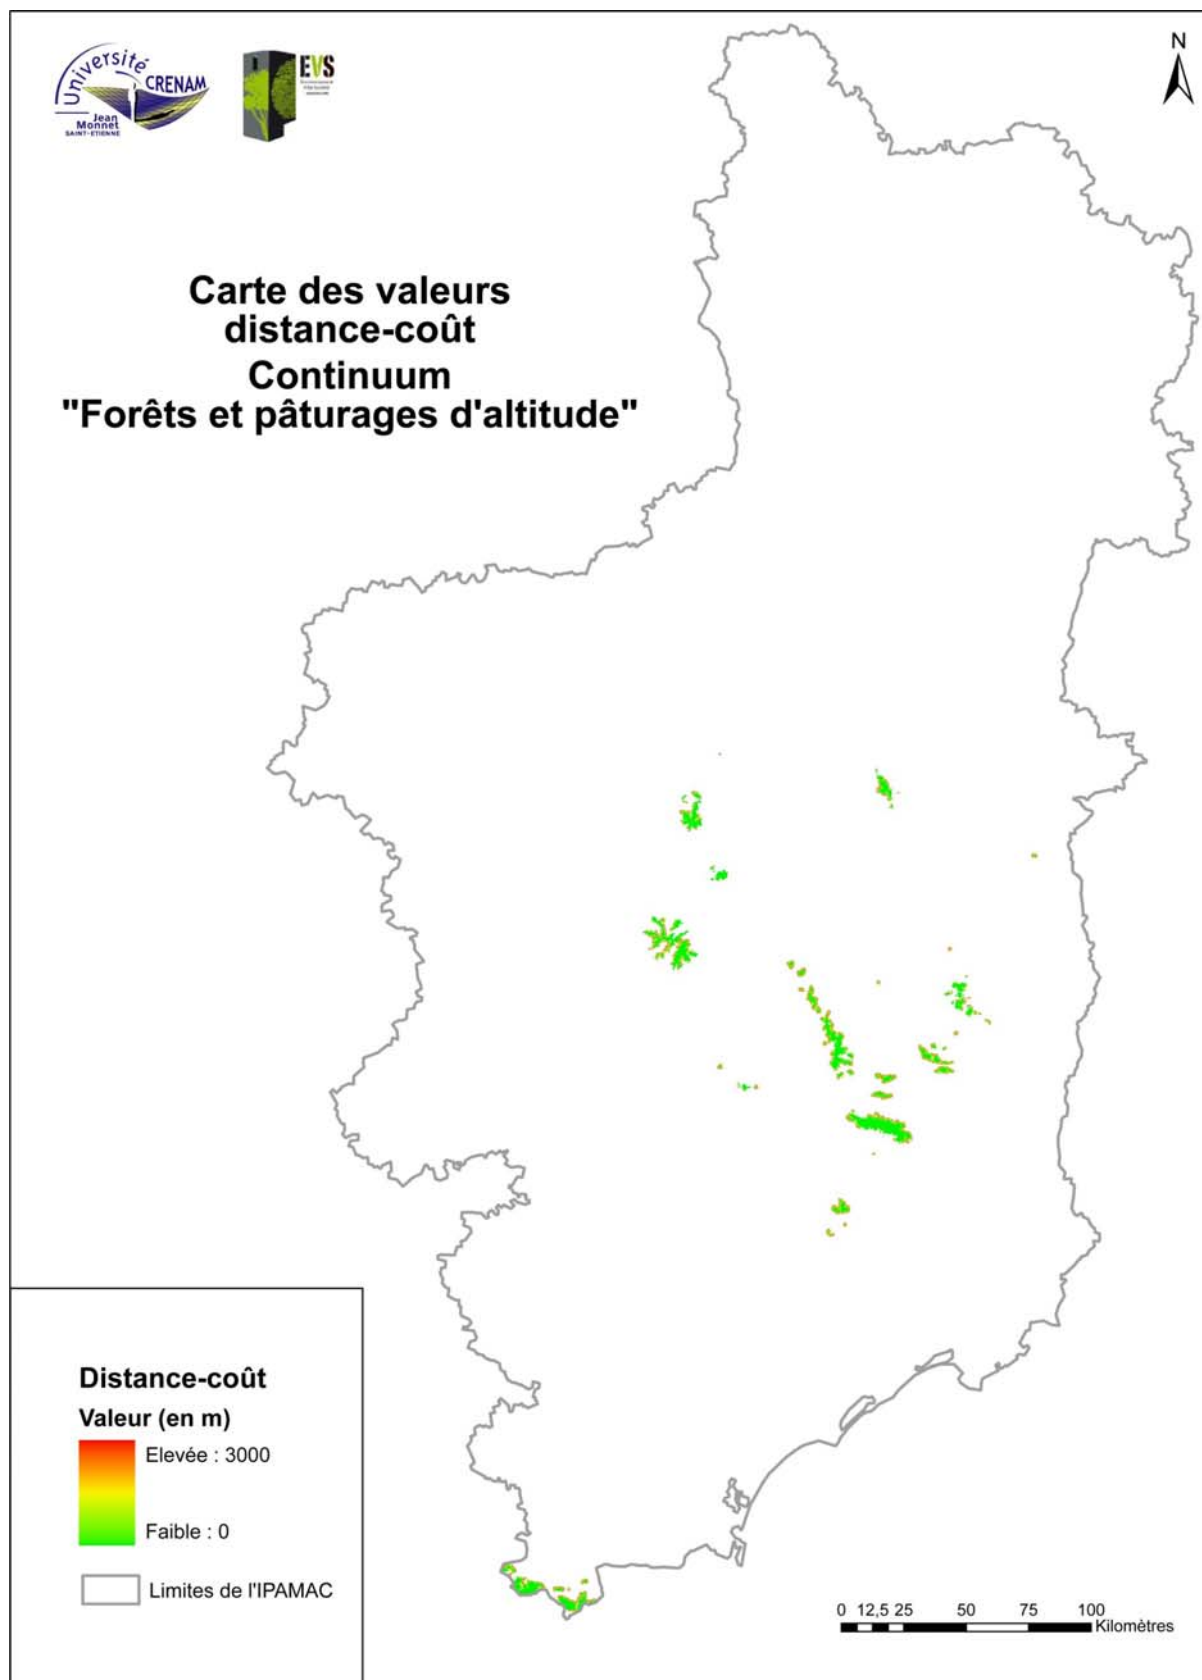 Université
CRENAM
Jean
Monnet
SAINT-ETIENNE
EVS
N
Carte des valeurs
distance-coût
Continuum
"Forêts et pâturages d'altitude"
Distance-coût
Valeur (en m)
Elevée : 3000
Faible : 0
Limites de l'IPAMAC
0 12,5 25 50 75 100
Kilomètres